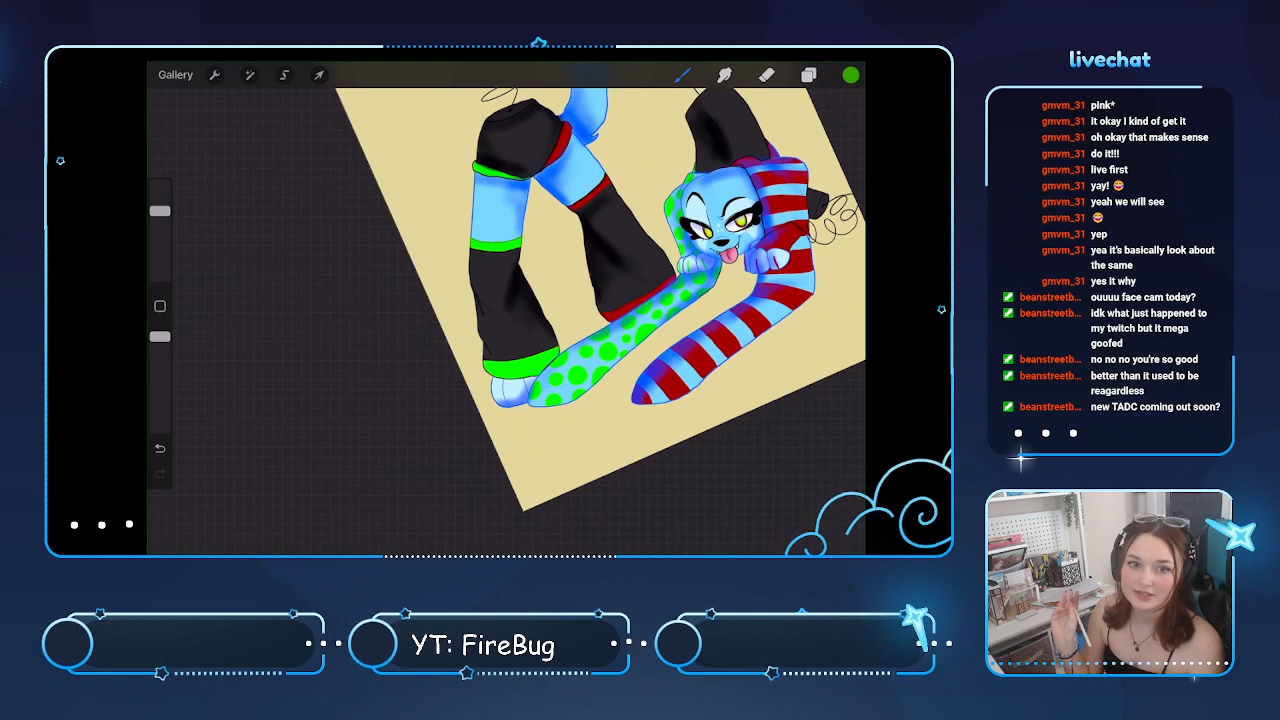 Gallery
livechat
gmvm_31 pink*
gmvm_31 it okay I kind of get it
gmvm_31 oh okay that makes sense
gmvm_31 do it!!!
gmvm_31 live first
gmvm_31 yay! 😂
gmvm_31 yeah we will see
gmvm_31 😂
gmvm_31 yep
gmvm_31 yea it's basically look about
the same
gmvm_31 yes it why
beanstreetb... ouuuu face cam today?
beanstreetb... Idk what just happened to
my twitch but it mega
goofed
beanstreetb... no no no you're so good
beanstreetb... better than it used to be
reagardless
beanstreetb... new TADC coming out soon?
YT: FireBug